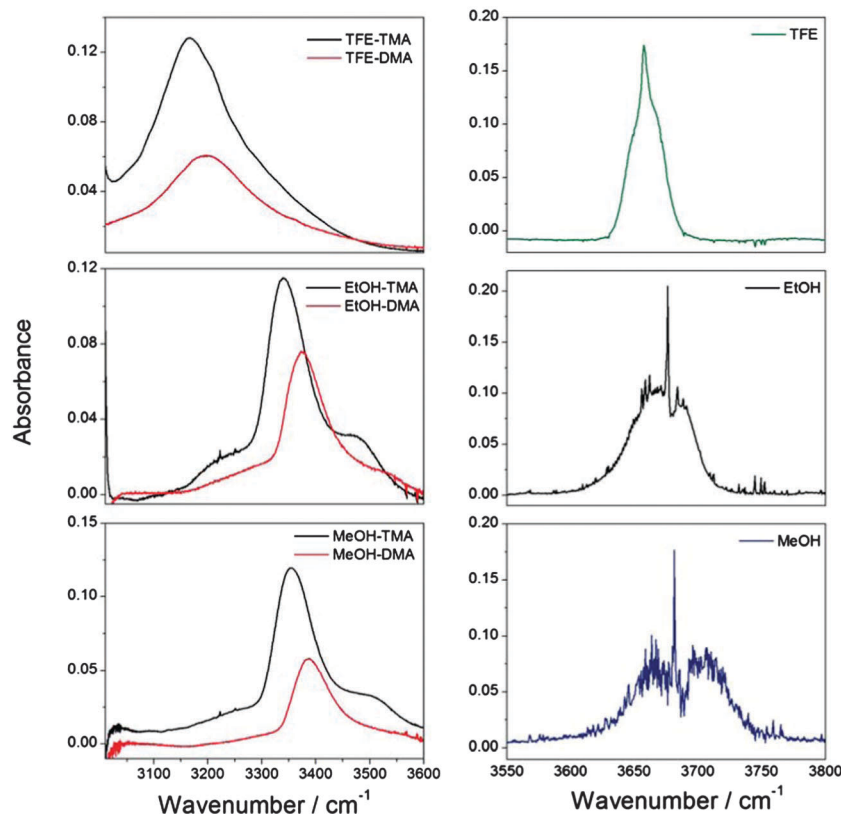 0.12
0.08
0.04
TFE-TMA
TFE-DMA
0.20
0.15
0.10
0.05
0.00
TFE
0.12
0.08
0.04
0.00
EtOH-TMA
EtOH-DMA
0.20
0.15
0.10
0.05
0.00
EtOH
0.15
0.10
0.05
0.00
MeOH-TMA
MeOH-DMA
0.20
0.15
0.10
0.05
0.00
MeOH
Absorbance
3100 3200 3300 3400 3500 3600
3550 3600 3650 3700 3750 3800
Wavenumber / cm⁻¹
Wavenumber / cm⁻¹